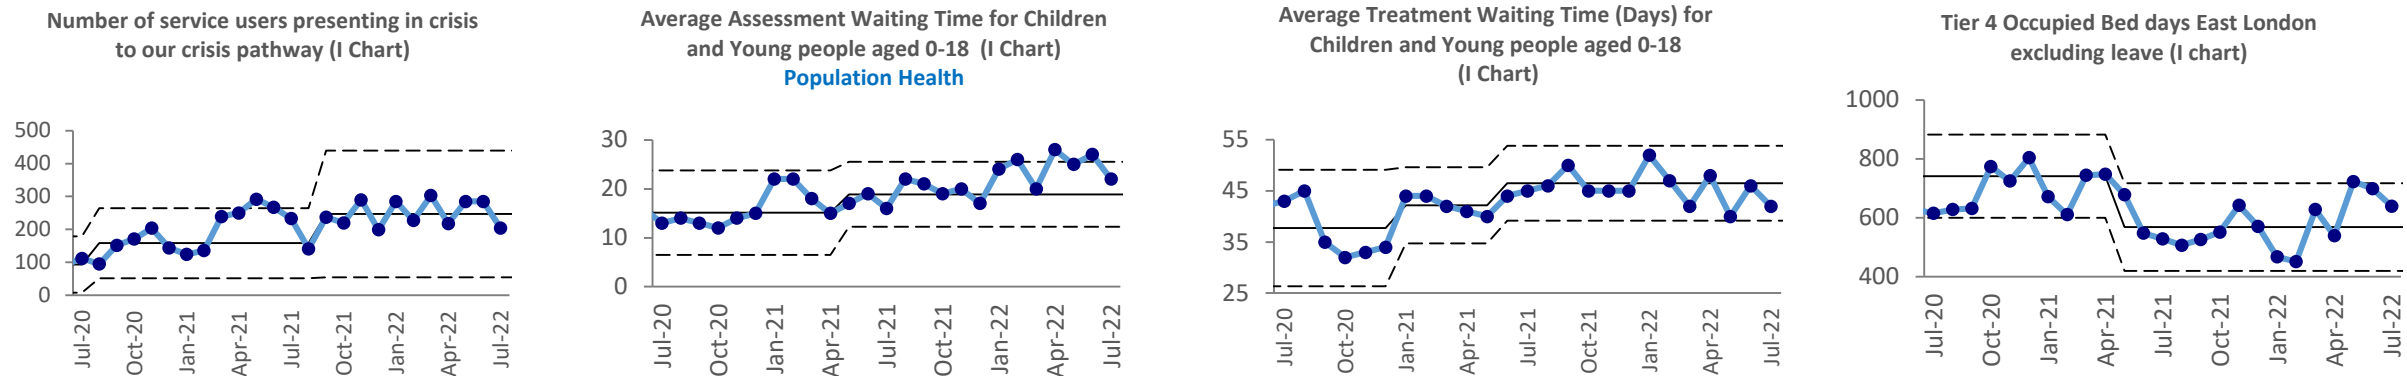 Number of service users presenting in crisis
to our crisis pathway (I Chart)
500
400
300
200
100
0
Jul-20
Oct-20
Jan-21
Apr-21
Jul-21
Oct-21
Jan-22
Apr-22
Jul-22
Average Assessment Waiting Time for Children
and Young people aged 0-18 (I Chart)
Population Health
30
20
10
0
Jul-20
Oct-20
Jan-21
Apr-21
Jul-21
Oct-21
Jan-22
Apr-22
Jul-22
Average Treatment Waiting Time (Days) for
Children and Young people aged 0-18
(I Chart)
55
45
35
25
Jul-20
Oct-20
Jan-21
Apr-21
Jul-21
Oct-21
Jan-22
Apr-22
Jul-22
Tier 4 Occupied Bed days East London
excluding leave (I chart)
1000
800
600
400
Jul-20
Oct-20
Jan-21
Apr-21
Jul-21
Oct-21
Jan-22
Apr-22
Jul-22